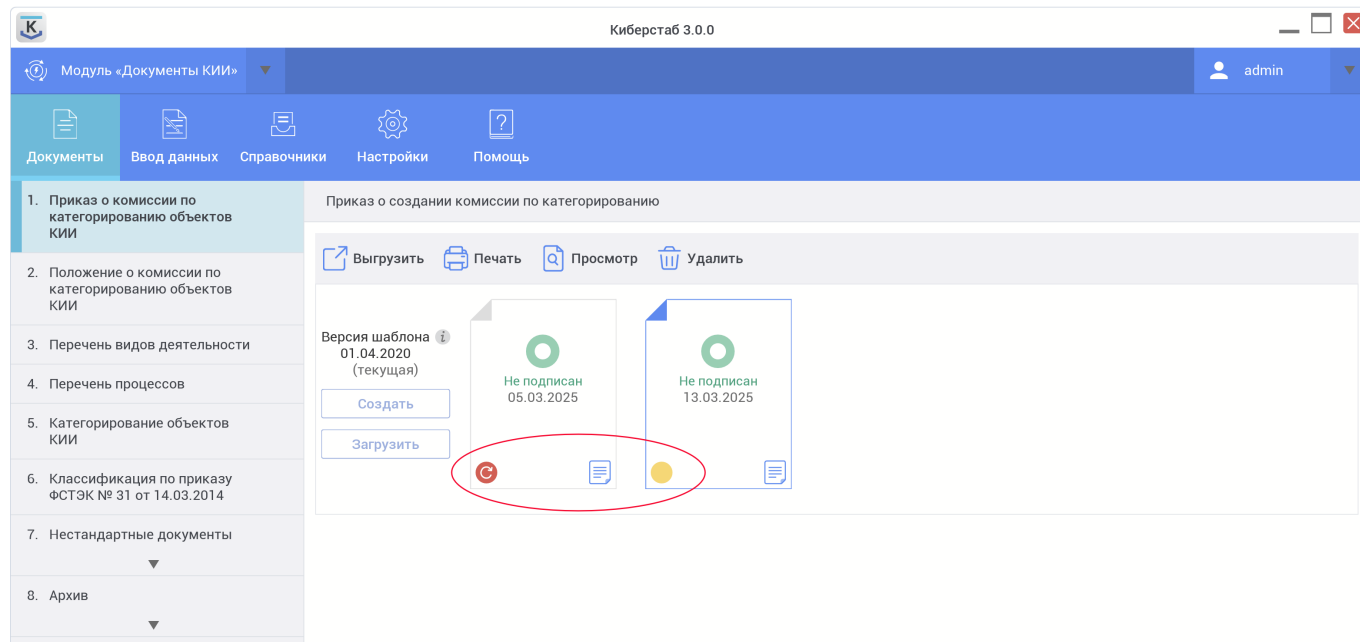 K
Киберстаб 3.0.0
Модуль «Документы КИИ»
admin
Документы
Ввод данных
Справочники
Настройки
?
Помощь
1. Приказ о комиссии по
категорированию объектов
КИИ
2. Положение о комиссии по
категорированию объектов
КИИ
3. Перечень видов деятельности
4. Перечень процессов
5. Категорирование объектов
КИИ
6. Классификация по приказу
ФСТЭК № 31 от 14.03.2014
7. Нестандартные документы
8. Архив
Приказ о создании комиссии по категорированию
Выгрузить
Печать
Просмотр
Удалить
Версия шаблона i
01.04.2020
(текущая)
Создать
Загрузить
Не подписан
05.03.2025
Не подписан
13.03.2025